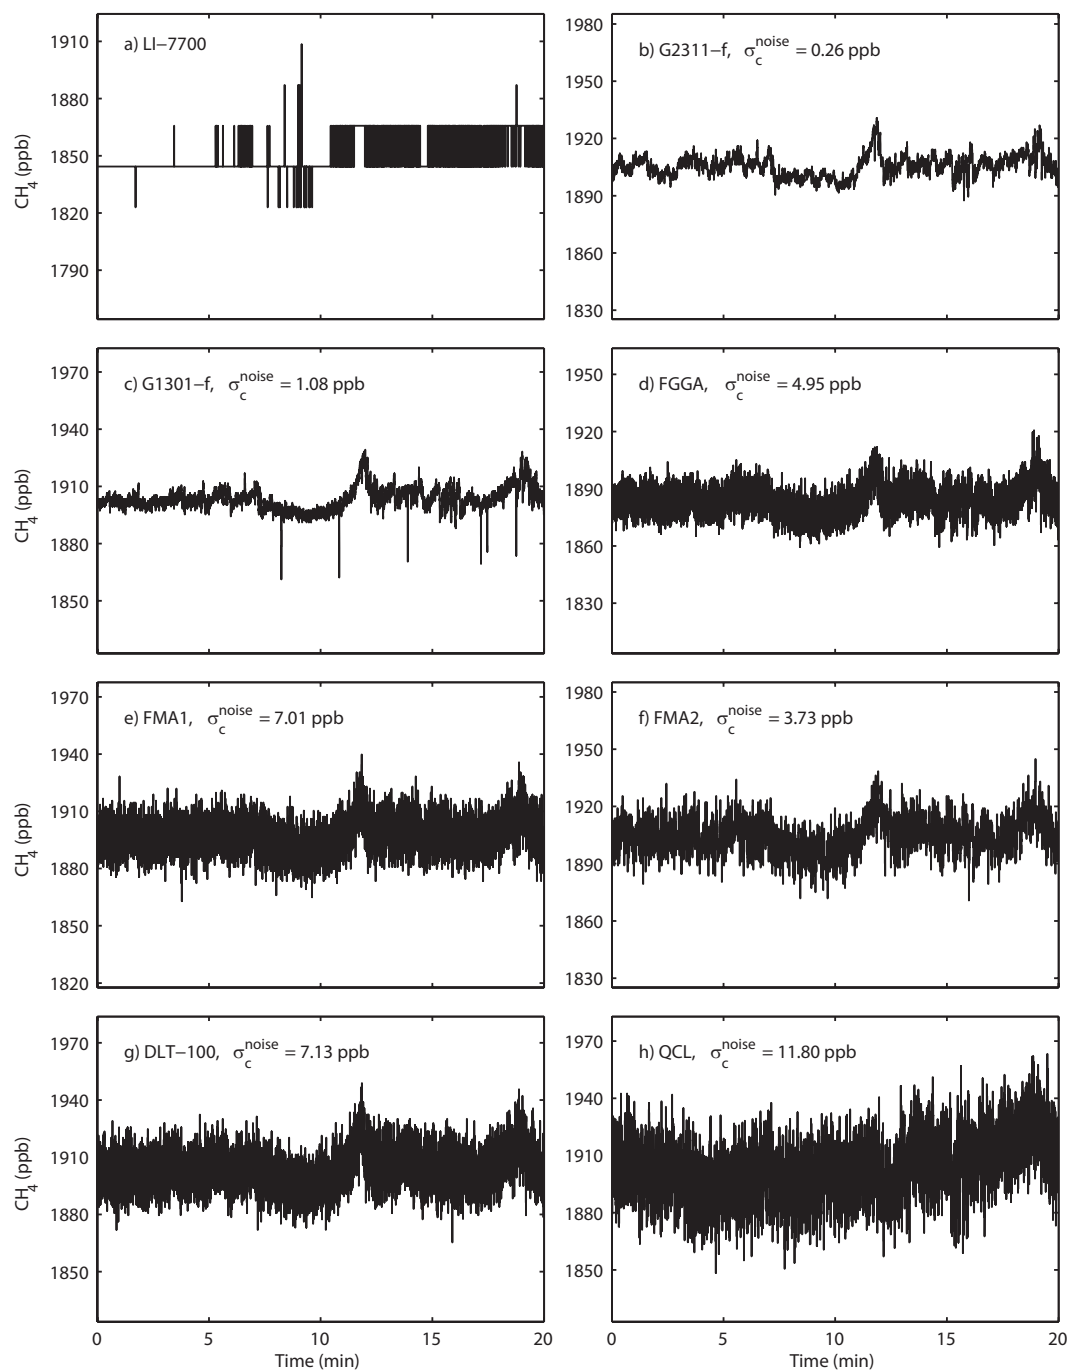 a) LI−7700
1910
1880
1850
1820
1790
CH4 (ppb)
b) G2311−f, σc noise = 0.26 ppb
1980
1950
1920
1890
1860
1830
c) G1301−f, σc noise = 1.08 ppb
1970
1940
1910
1880
1850
CH4 (ppb)
d) FGGA, σc noise = 4.95 ppb
1950
1920
1890
1860
1830
e) FMA1, σc noise = 7.01 ppb
1970
1940
1910
1880
1850
1820
CH4 (ppb)
f) FMA2, σc noise = 3.73 ppb
1980
1950
1920
1890
1860
1830
g) DLT−100, σc noise = 7.13 ppb
1970
1940
1910
1880
1850
CH4 (ppb)
0 5 10 15 20
Time (min)
h) QCL, σc noise = 11.80 ppb
1970
1940
1910
1880
1850
0 5 10 15 20
Time (min)